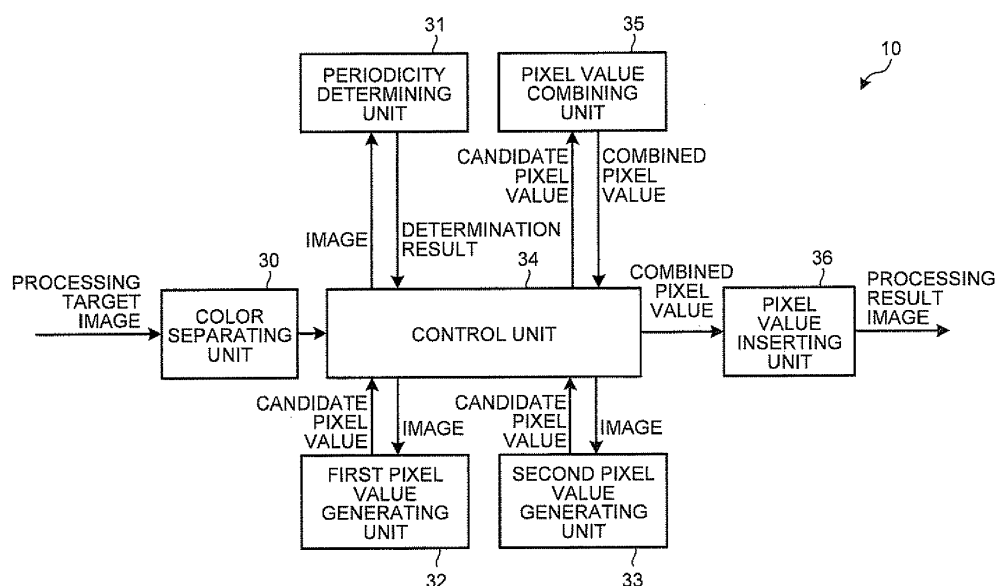 31
PERIODICITY
DETERMINING
UNIT
35
PIXEL VALUE
COMBINING
UNIT
10
CANDIDATE
PIXEL
VALUE
COMBINED
PIXEL
VALUE
IMAGE
DETERMINATION
RESULT
PROCESSING
TARGET
IMAGE
30
COLOR
SEPARATING
UNIT
34
CONTROL UNIT
COMBINED
PIXEL
VALUE
36
PIXEL
VALUE
INSERTING
UNIT
PROCESSING
RESULT
IMAGE
CANDIDATE
PIXEL
VALUE
IMAGE
CANDIDATE
PIXEL
VALUE
IMAGE
FIRST PIXEL
VALUE
GENERATING
UNIT
32
SECOND PIXEL
VALUE
GENERATING
UNIT
33